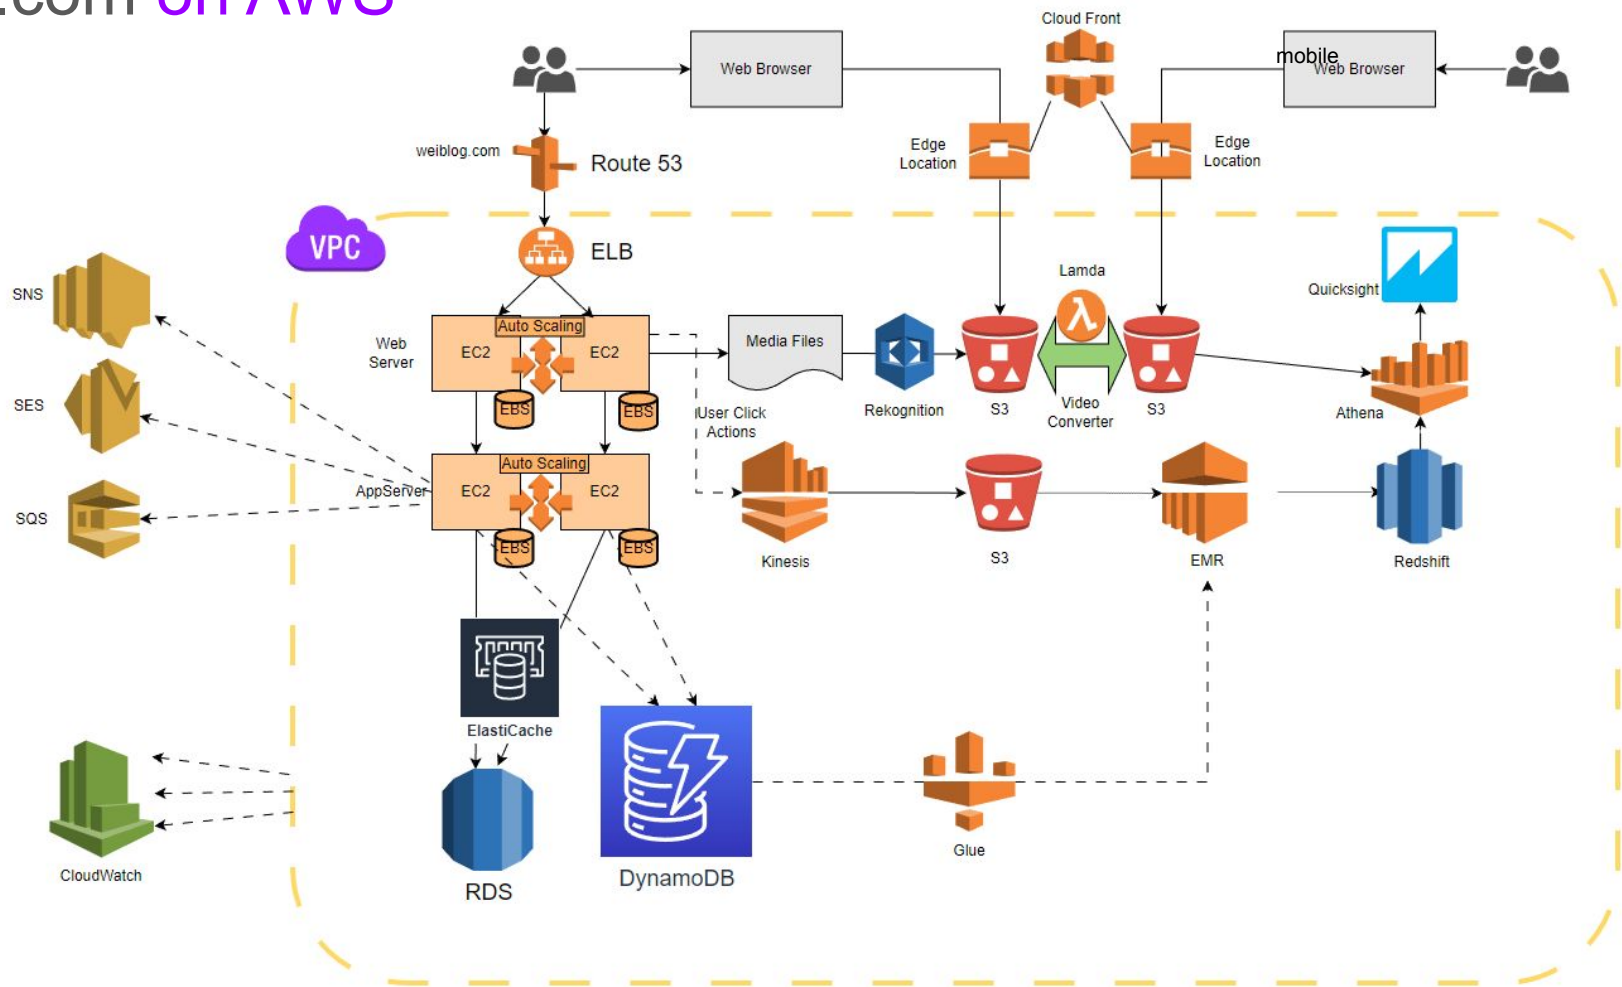 .com on AWS
Cloud Front
Web Browser
mobile
Web Browser
weiblog.com
Route 53
Edge
Location
Edge
Location
VPC
ELB
Lamda
Quicksight
SNS
Auto Scaling
Web
Server
EC2
EC2
Media Files
SES
EBS
EBS
User Click
Actions
Rekognition
S3
Video
Converter
S3
Athena
Auto Scaling
AppServer
EC2
EC2
SQS
EBS
EBS
Kinesis
S3
EMR
Redshift
ElastiCache
CloudWatch
RDS
DynamoDB
Glue